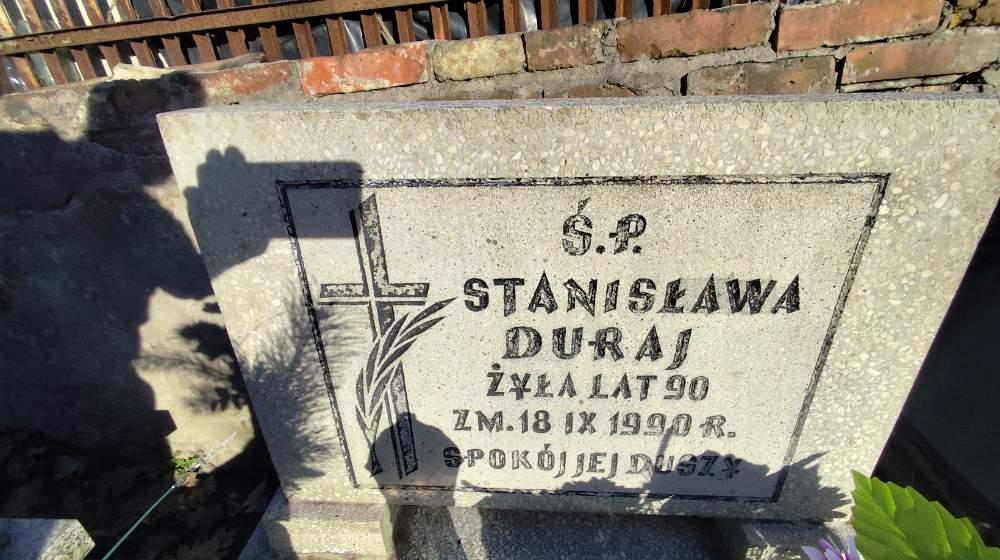 Ś.P.
STANISŁAWA
DURAJ
ŻYŁA LAT 90
ZM. 18 IX 1990 R.
SPOKÓJ JEJ DUSZY